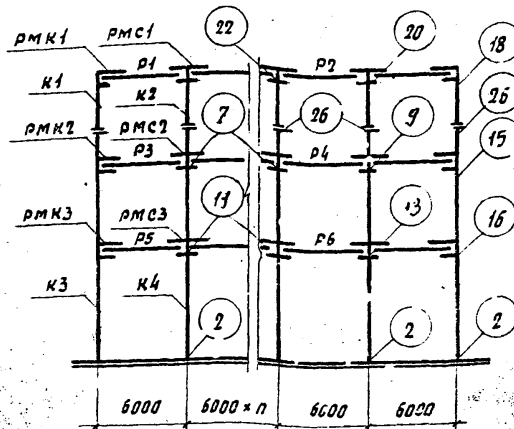 РМК1 РМС1 22 20
Р1 Р2 18
К1 К2 26
РМК2 РМС2 7 26 9
Р3 Р4 15
РМК3 РМС3 11 13
Р5 Р6 16
К3 К4
2 2 2
6000 6000 × п 6000 6000